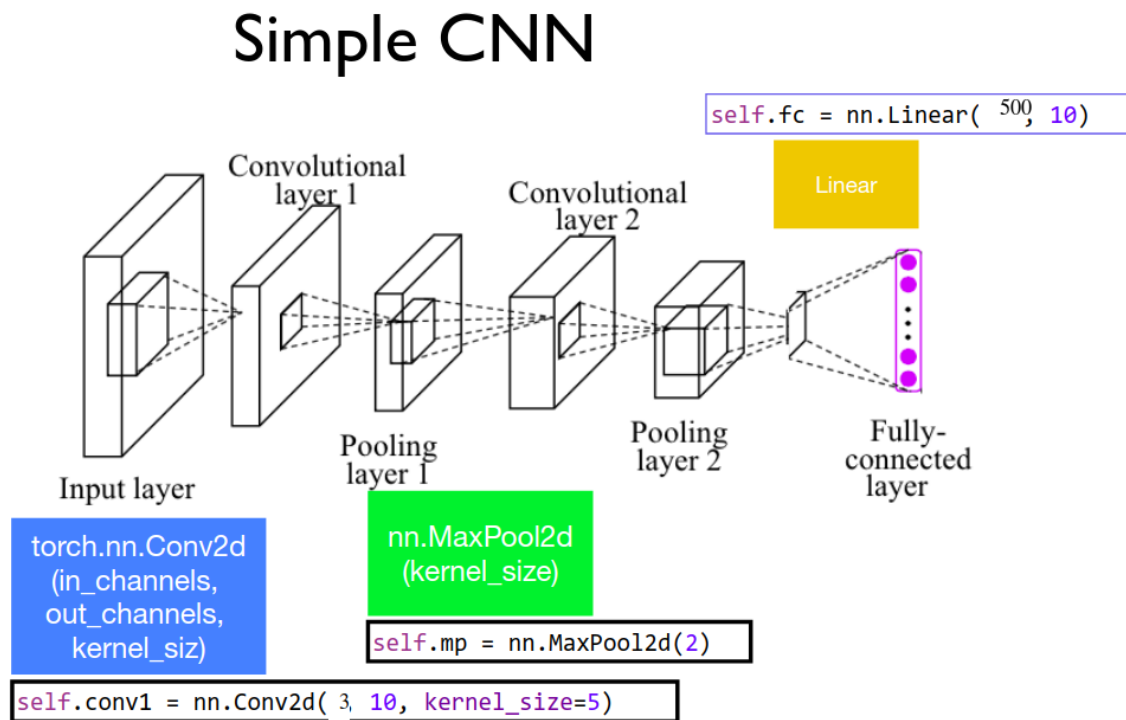 Simple CNN
self.fc = nn.Linear( 500, 10)
Linear
Convolutional
layer 1
Convolutional
layer 2
Pooling
layer 1
Pooling
layer 2
Fully-
connected
layer
Input layer
torch.nn.Conv2d
(in_channels,
out_channels,
kernel_siz)
nn.MaxPool2d
(kernel_size)
self.mp = nn.MaxPool2d(2)
self.conv1 = nn.Conv2d( 3, 10, kernel_size=5)